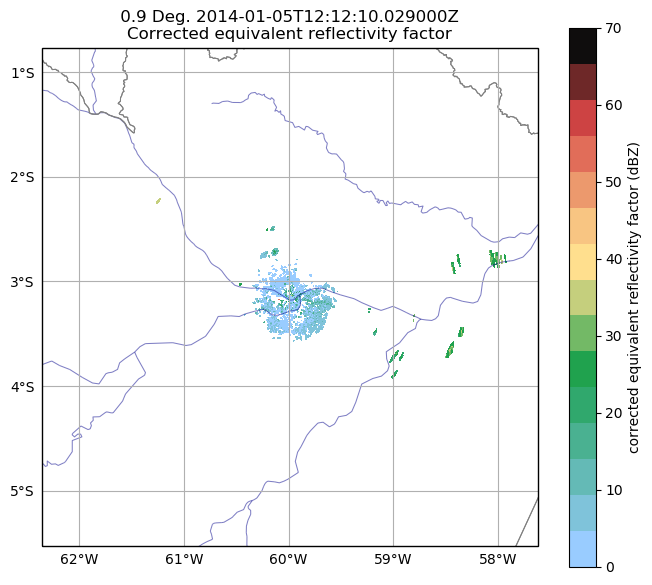 0.9 Deg. 2014-01-05T12:12:10.029000Z
Corrected equivalent reflectivity factor
1°S
2°S
3°S
4°S
5°S
62°W
61°W
60°W
59°W
58°W
70
60
50
40
30
20
10
0
corrected equivalent reflectivity factor (dBZ)